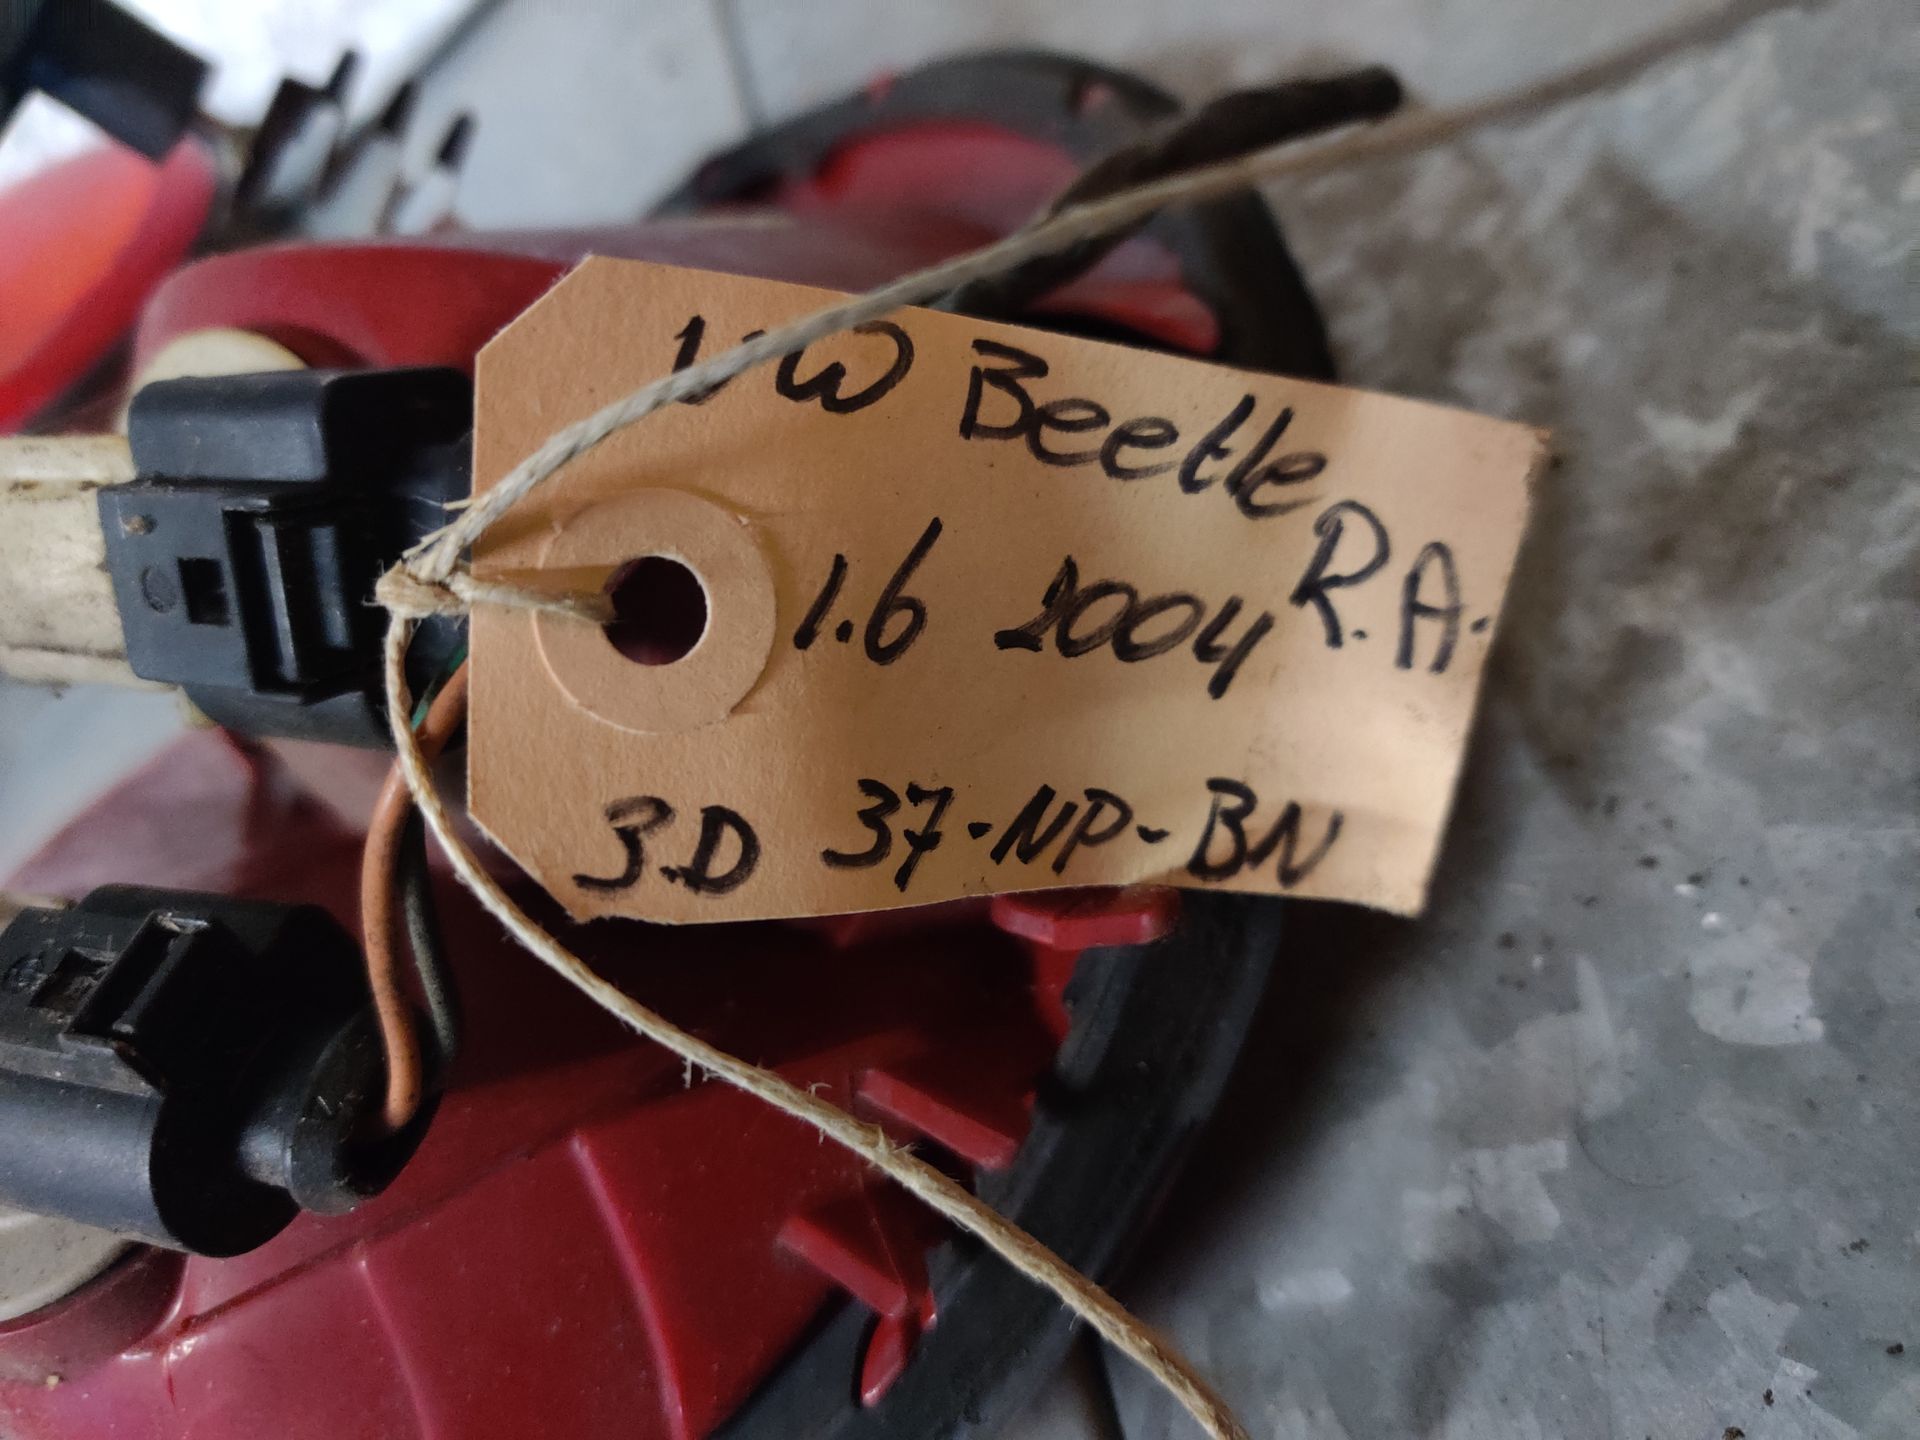 VW Beetle
1.6 2004 R.A.
3.D 37-NP-BN